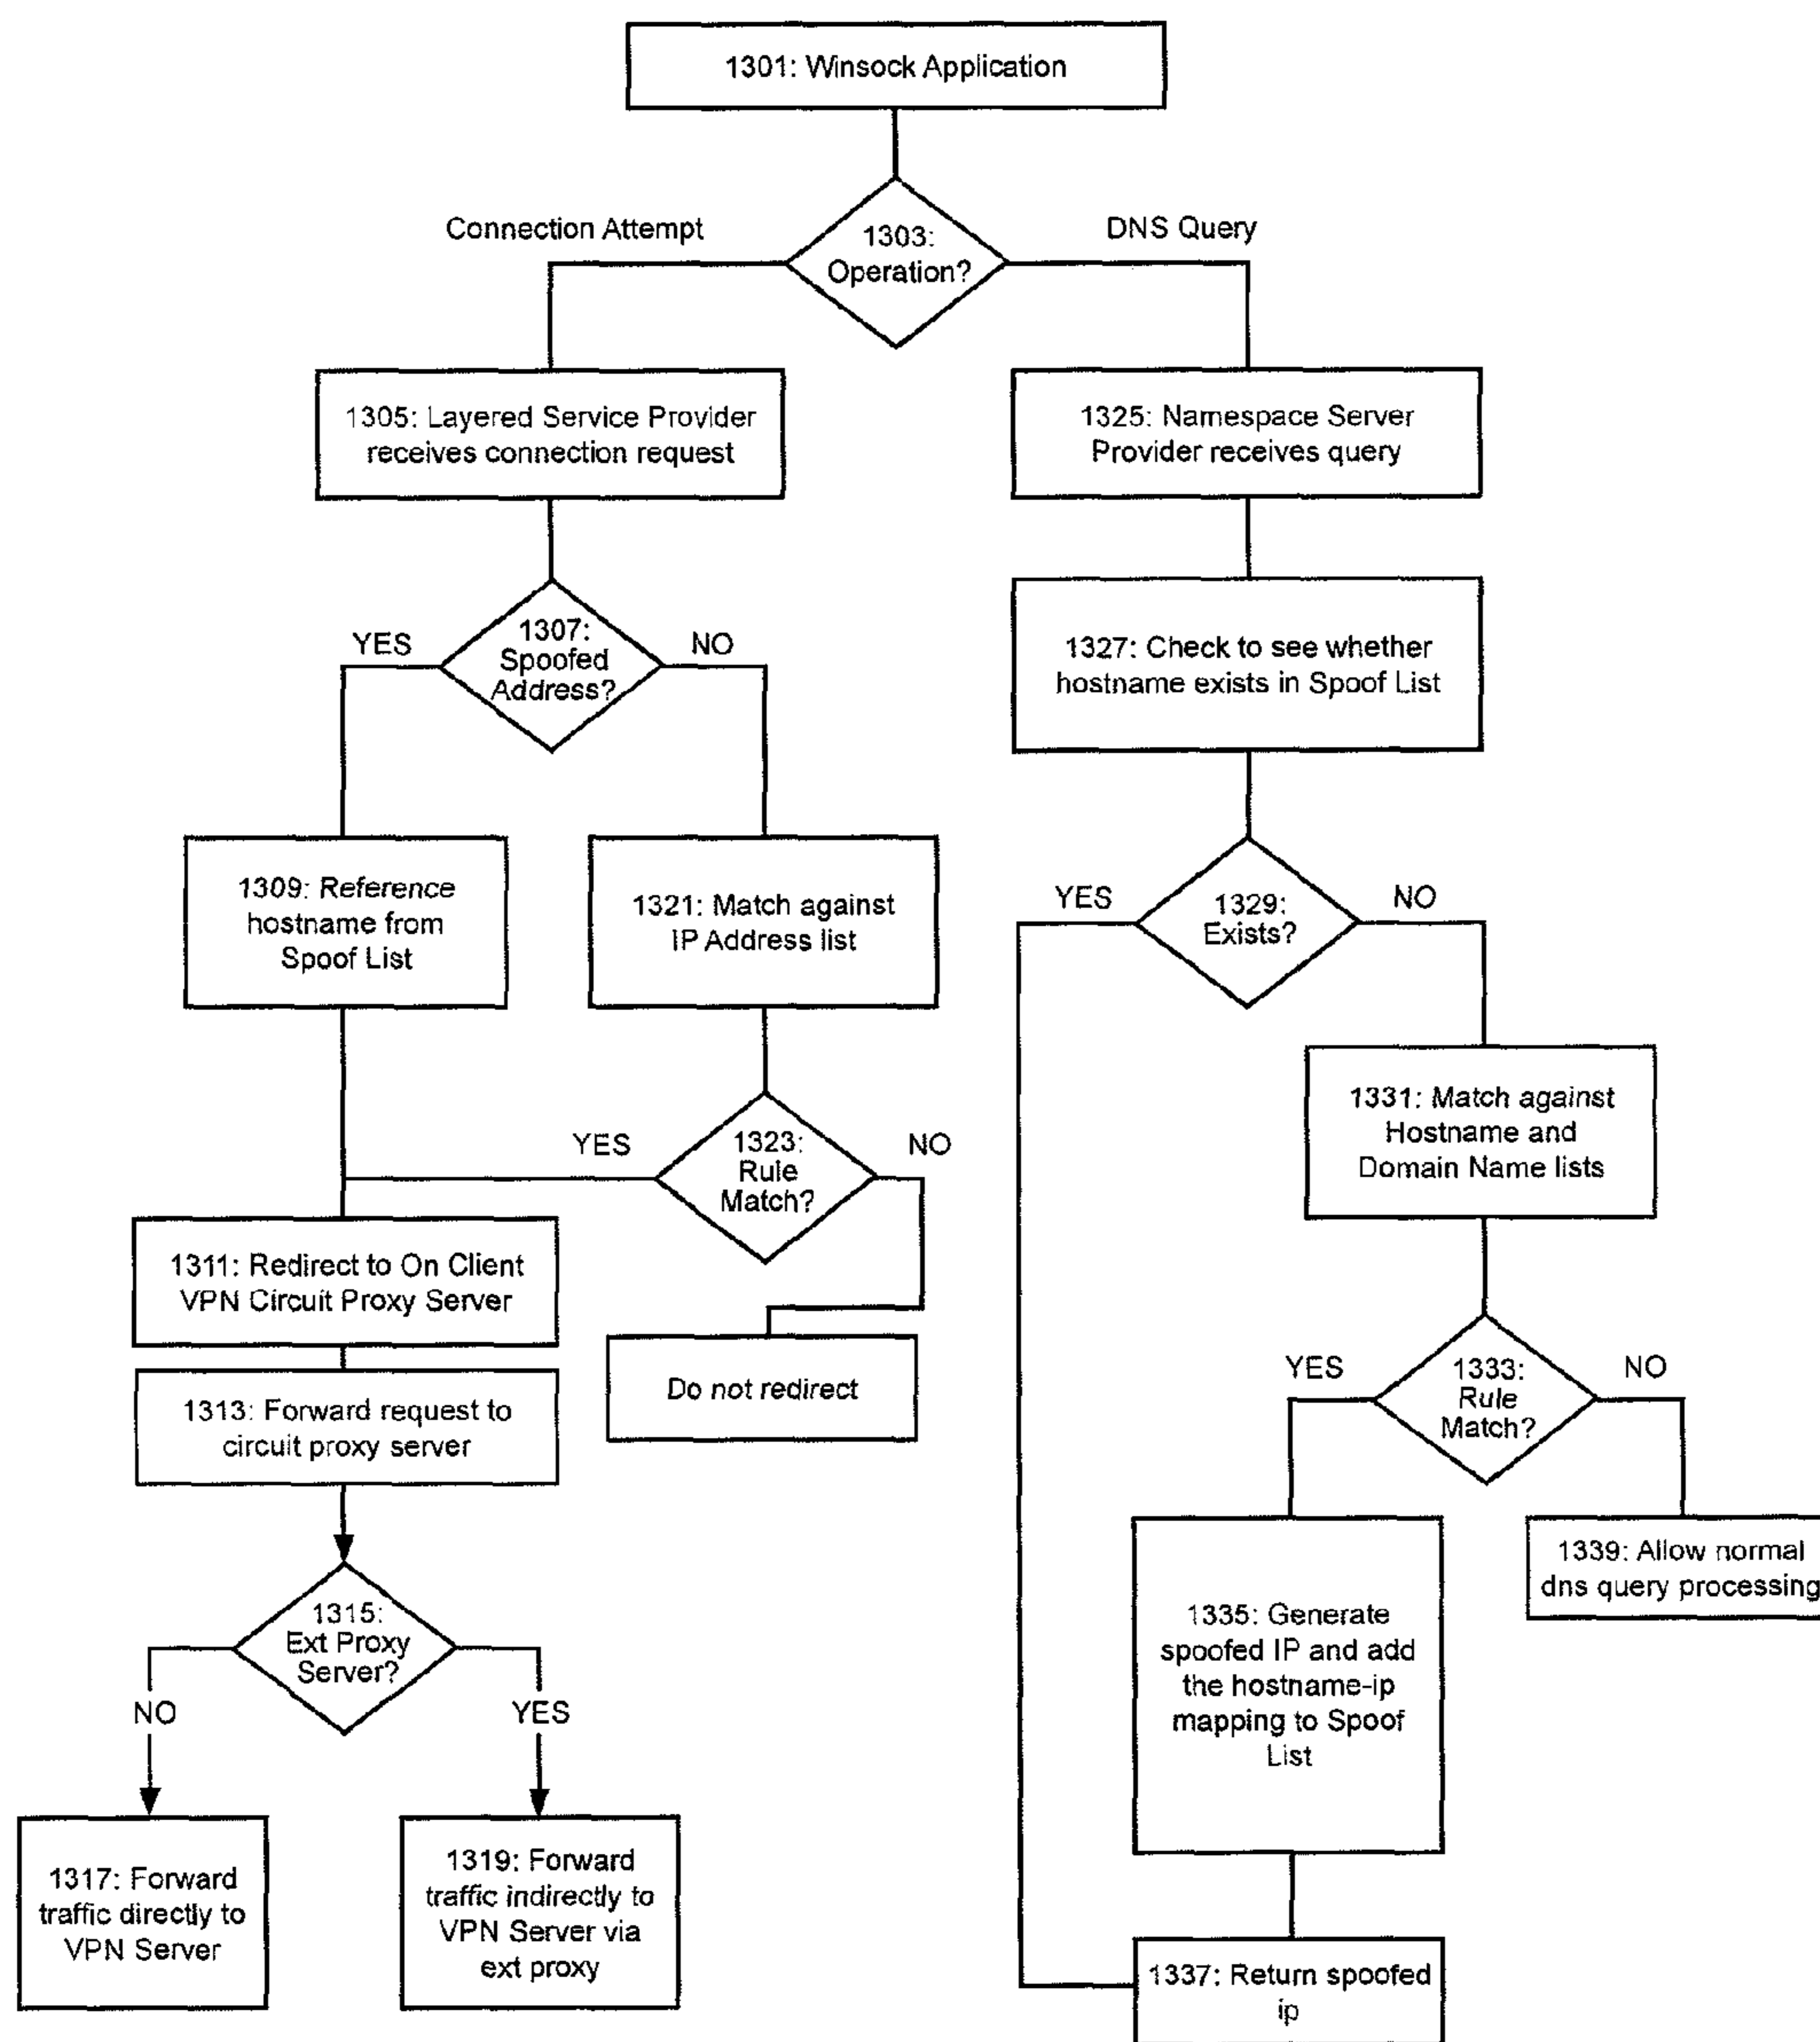 1301: Winsock Application
Connection Attempt
1303:
Operation?
DNS Query
1305: Layered Service Provider
receives connection request
1325: Namespace Server
Provider receives query
YES
1307:
Spoofed
Address?
NO
1327: Check to see whether
hostname exists in Spoof List
1309: Reference
hostname from
Spoof List
1321: Match against
IP Address list
YES
1329:
Exists?
NO
1331: Match against
Hostname and
Domain Name lists
YES
1323:
Rule
Match?
NO
1311: Redirect to On Client
VPN Circuit Proxy Server
Do not redirect
1313: Forward request to
circuit proxy server
YES
1333:
Rule
Match?
NO
1315:
Ext Proxy
Server?
NO
YES
1335: Generate
spoofed IP and add
the hostname-ip
mapping to Spoof
List
1339: Allow normal
dns query processing
1317: Forward
traffic directly to
VPN Server
1319: Forward
traffic indirectly to
VPN Server via
ext proxy
1337: Return spoofed
ip